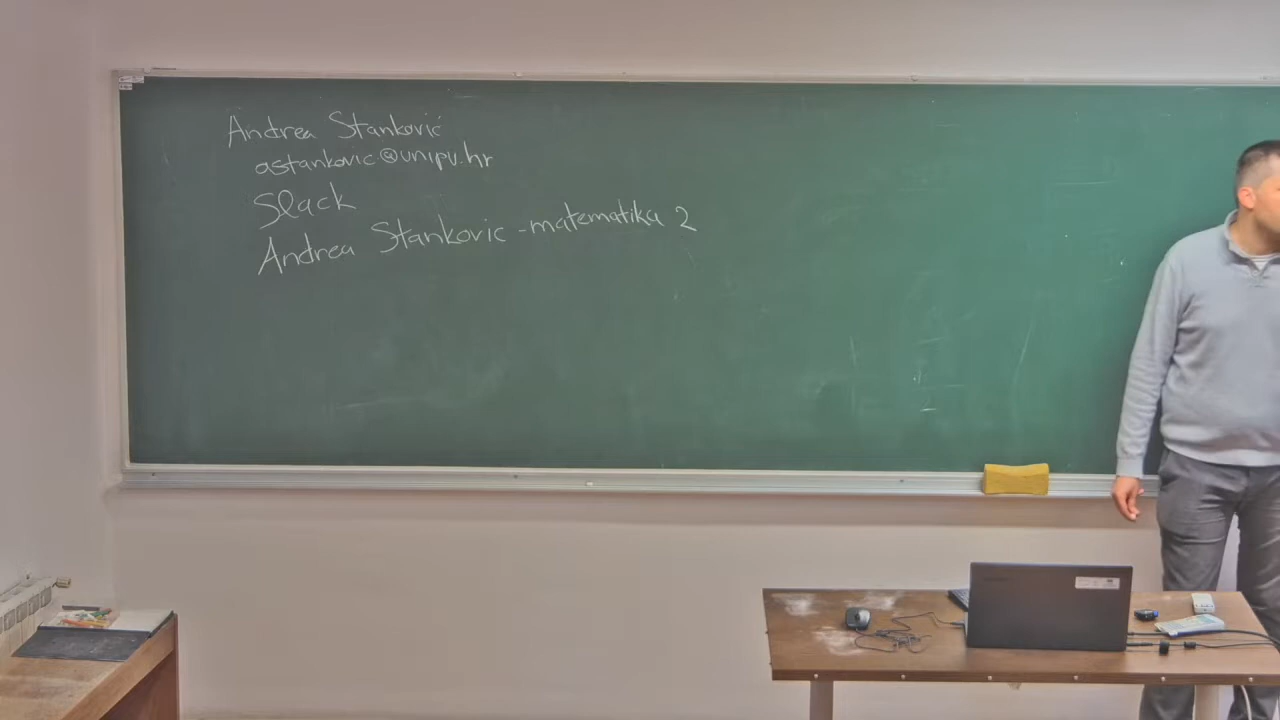 Andrea Stanković
astankovic@unipu.hr
Slack
Andrea Stankovic - matematika 2